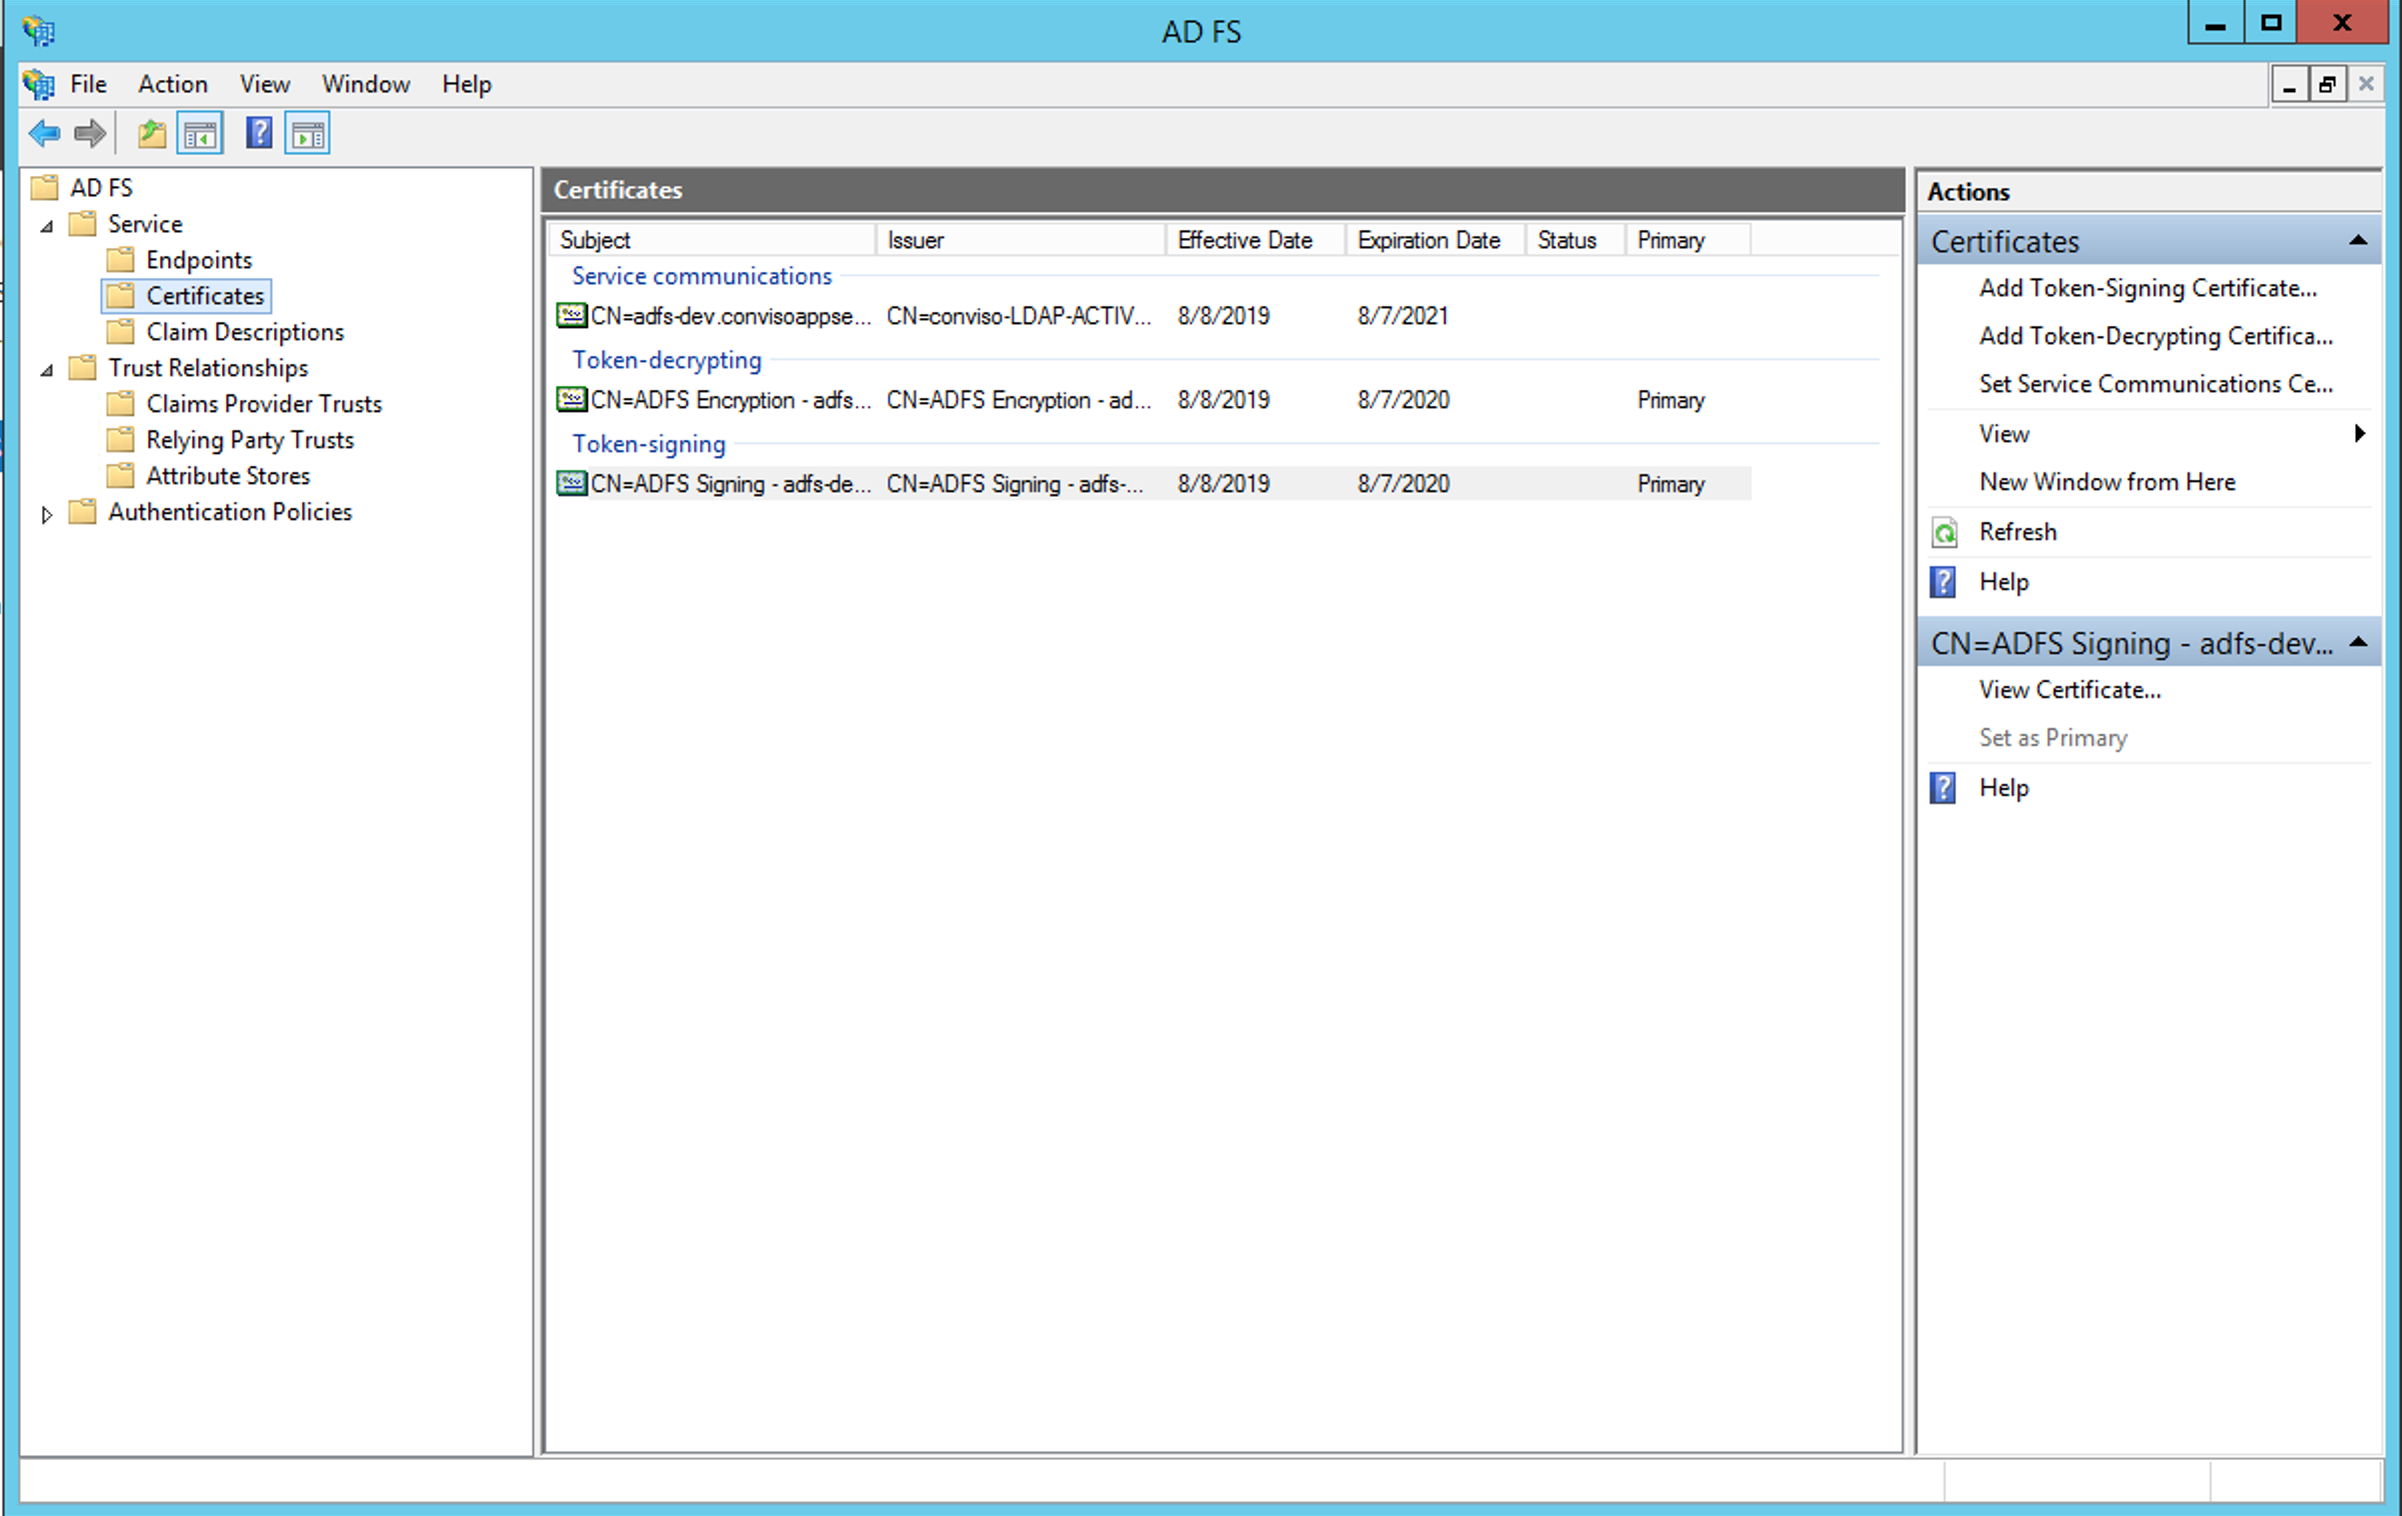 AD FS
File Action View Window Help
AD FS
Service
Endpoints
Certificates
Claim Descriptions
Trust Relationships
Claims Provider Trusts
Relying Party Trusts
Attribute Stores
Authentication Policies
Certificates
Subject Issuer Effective Date Expiration Date Status Primary
Service communications
CN=adfs-dev.convisoappse... CN=conviso-LDAP-ACTIV... 8/8/2019 8/7/2021
Token-decrypting
CN=ADFS Encryption - adfs... CN=ADFS Encryption - ad... 8/8/2019 8/7/2020 Primary
Token-signing
CN=ADFS Signing - adfs-de... CN=ADFS Signing - adfs-... 8/8/2019 8/7/2020 Primary
Actions
Certificates
Add Token-Signing Certificate...
Add Token-Decrypting Certifica...
Set Service Communications Ce...
View
New Window from Here
Refresh
Help
CN=ADFS Signing - adfs-dev...
View Certificate...
Set as Primary
Help